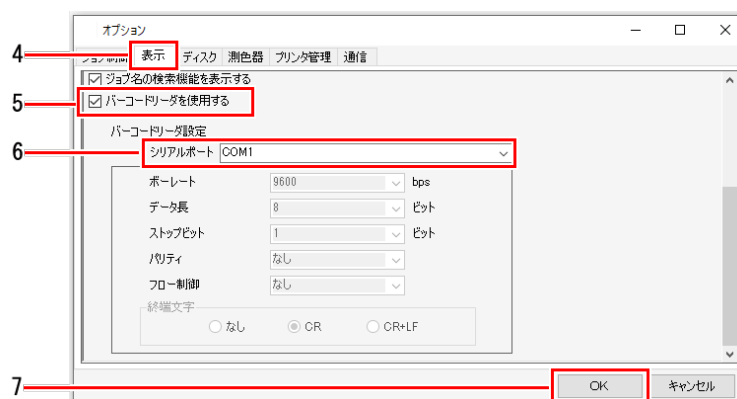 オプション
4
表示 ディスク 測色器 プリンタ管理 通信
ジョブ名の検索機能を表示する
5
バーコードリーダを使用する
バーコードリーダ設定
6
シリアルポート COM1
ボーレート 9600 bps
データ長 8 ビット
ストップビット 1 ビット
パリティ なし
フロー制御 なし
終端文字
なし CR CR+LF
7
OK キャンセル